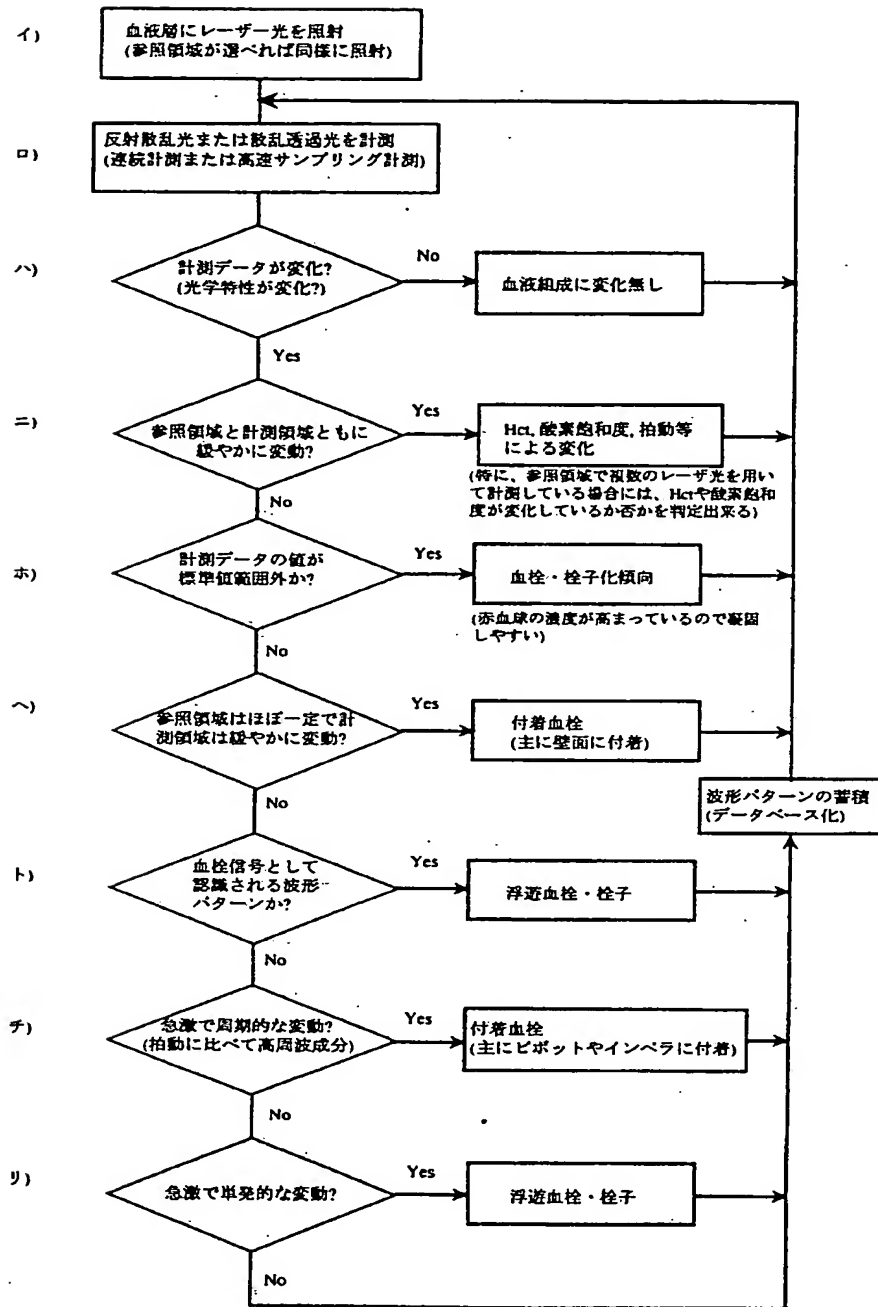 イ)
血液層にレーザー光を照射
(参照領域が選べれば同様に照射)
ロ)
反射散乱光または散乱透過光を計測
(連続計測または高速サンプリング計測)
ハ)
計測データが変化?
(光学特性が変化?)
No
血液組成に変化無し
Yes
ニ)
参照領域と計測領域ともに
緩やかに変動?
Yes
Hct, 酸素飽和度, 拍動等
による変化
(特に、参照領域で複数のレーザ光を用い
て計測している場合には、Hctや酸素飽和
度が変化しているか否かを判定出来る)
No
ホ)
計測データの値が
標準値範囲外か?
Yes
血栓・栓子化傾向
(赤血球の濃度が高まっているので凝固
しやすい)
No
ヘ)
参照領域はほぼ一定で計
測領域は緩やかに変動?
Yes
付着血栓
(主に壁面に付着)
No
波形パターンの蓄積
(データベース化)
ト)
血栓信号として
認識される波形
パターンか?
Yes
浮遊血栓・栓子
No
チ)
急激で周期的な変動?
(拍動に比べて高周波成分)
Yes
付着血栓
(主にピボットやインペラに付着)
No
リ)
急激で単発的な変動?
Yes
浮遊血栓・栓子
No